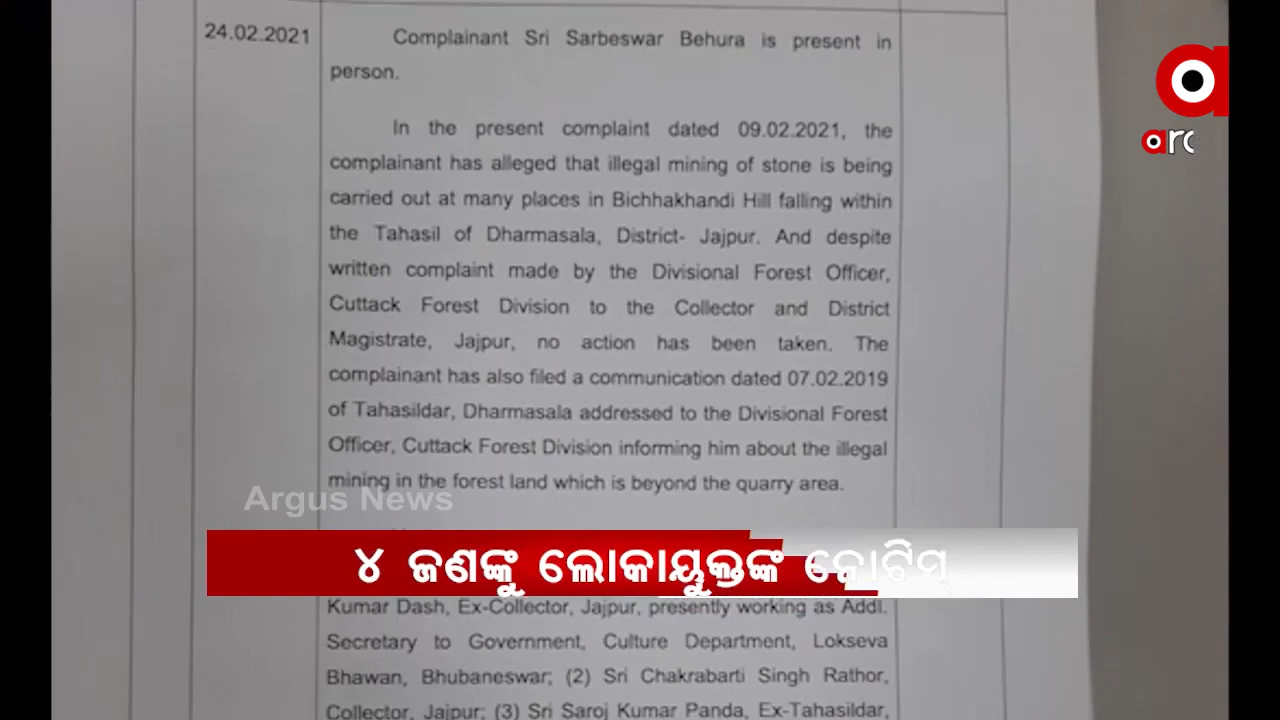 24.02.2021
Complainant Sri Sarbeswar Behura is present in
person.
In the present complaint dated 09.02.2021, the
complainant has alleged that illegal mining of stone is being
carried out at many places in Bichhakhandi Hill falling within
the Tahasil of Dharmasala, District- Jajpur. And despite
written complaint made by the Divisional Forest Officer,
Cuttack Forest Division to the Collector and District
Magistrate, Jajpur, no action has been taken. The
complainant has also filed a communication dated 07.02.2019
of Tahasildar, Dharmasala addressed to the Divisional Forest
Officer, Cuttack Forest Division informing him about the illegal
mining in the forest land which is beyond the quarry area.
Argus News
୪ ଜଣଙ୍କୁ ଲୋକାୟୁକ୍ତଙ୍କ ନୋଟିସ
Kumar Dash, Ex-Collector, Jajpur, presently working as Addl.
Secretary to Government, Culture Department, Lokseva
Bhawan, Bhubaneswar; (2) Sri Chakrabarti Singh Rathor,
Collector, Jajpur; (3) Sri Saroj Kumar Panda, Ex-Tahasildar,
a
arc